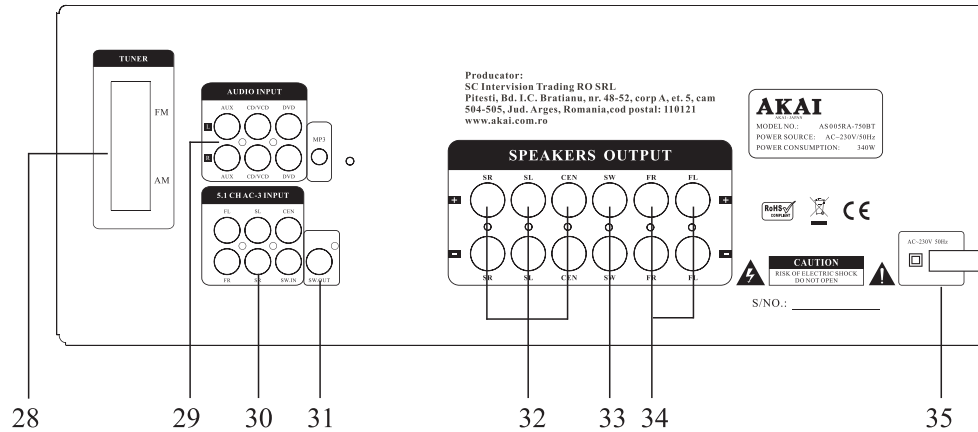 TUNER
FM
AM
AUDIO INPUT
AUX CD/VCD DVD
L
R
AUX CD/VCD DVD
MP3
5.1 CH AC-3 INPUT
FL SL CEN
FR SR SW.IN
SW.OUT
Producator:
SC Intervision Trading RO SRL
Pitesti, Bd. I.C. Bratianu, nr. 48-52, corp A, et. 5, cam
504-505, Jud. Arges, Romania,cod postal: 110121
www.akai.com.ro
SPEAKERS OUTPUT
SR SL CEN SW FR FL
+ +
- -
SR SL CEN SW FR FL
AKAI
AKAI JAPAN
MODEL NO.: AS005RA-750BT
POWER SOURCE: AC~230V/50Hz
POWER CONSUMPTION: 340W
RoHS
COMPLIENT
CE
CAUTION
RISK OF ELECTRIC SHOCK
DO NOT OPEN
S/NO.:
AC~230V 50Hz
28 29 30 31 32 33 34 35